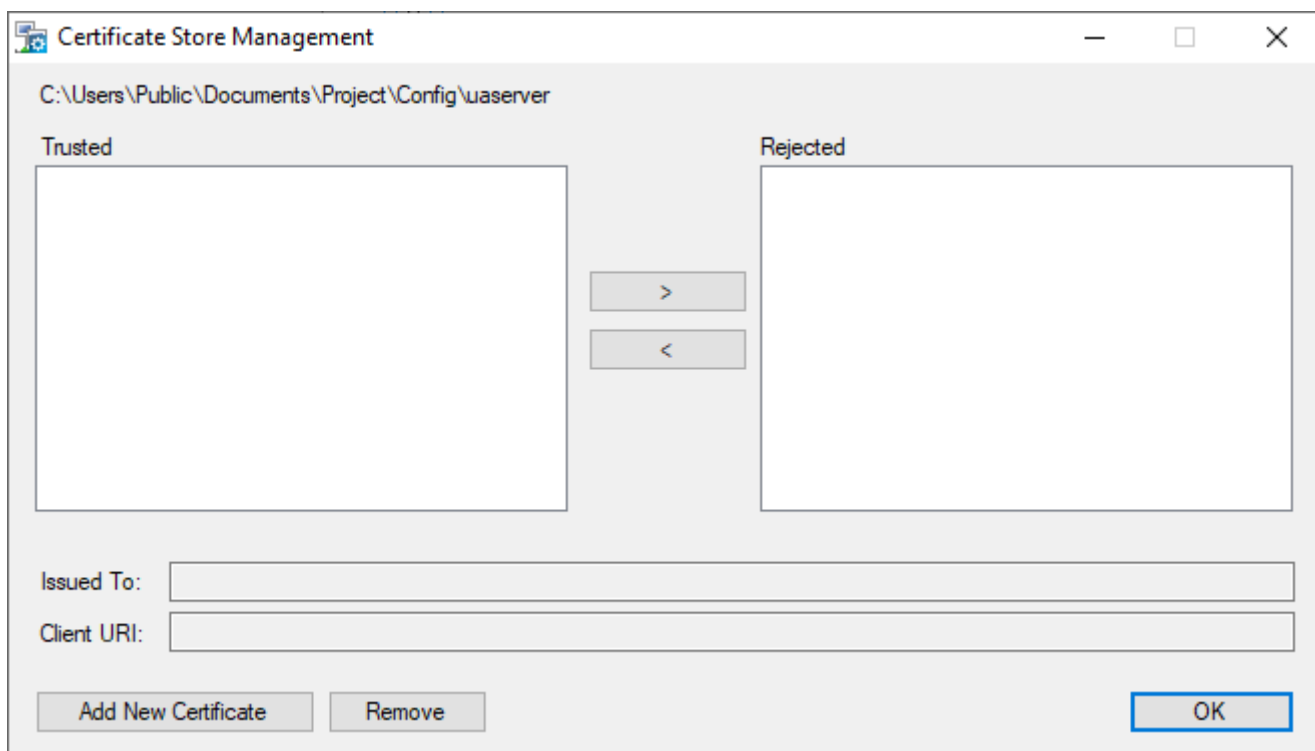 Certificate Store Management
C:\Users\Public\Documents\Project\Config\uaserver
Trusted
Rejected
>
<
Issued To:
Client URI:
Add New Certificate
Remove
OK